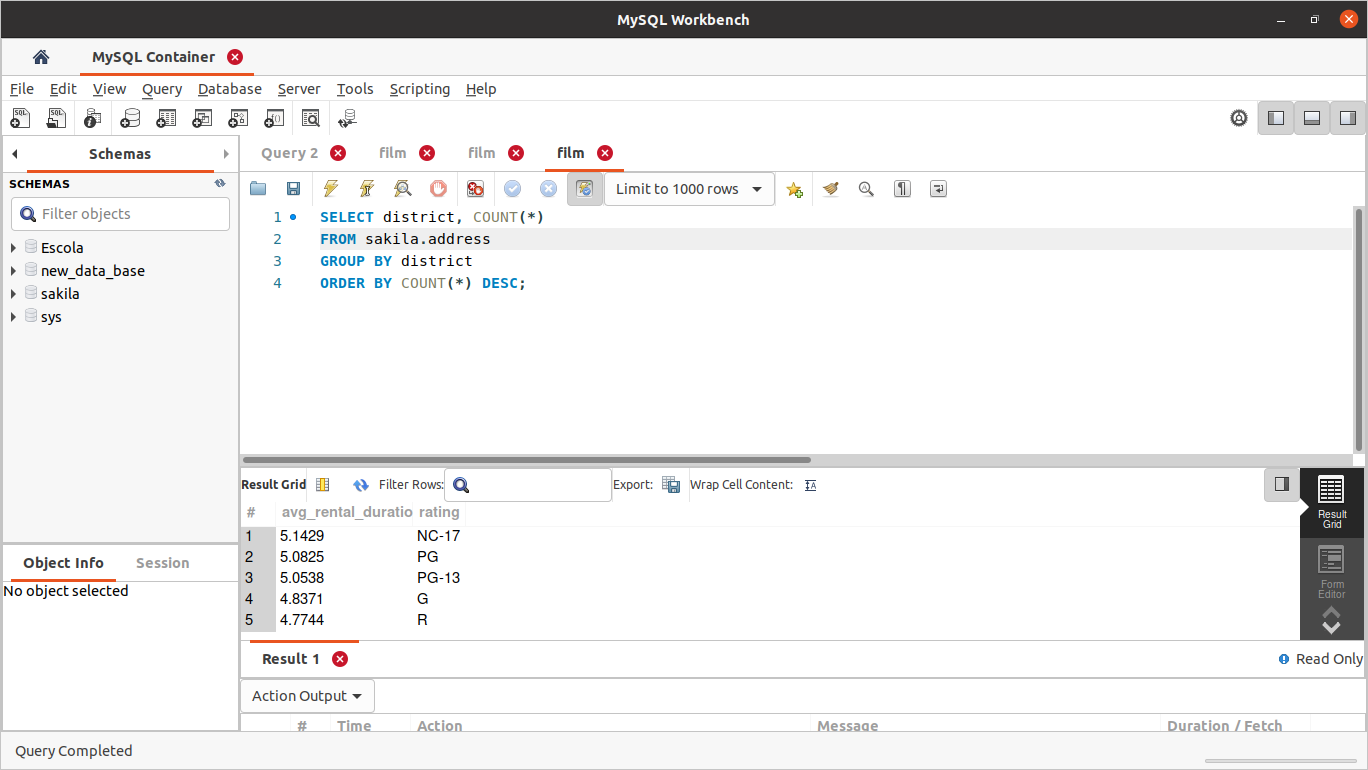 MySQL Workbench
MySQL Container
File Edit View Query Database Server Tools Scripting Help
Schemas
Query 2 film film film
SCHEMAS
Filter objects
Escola
new_data_base
sakila
sys
Object Info Session
No object selected
Limit to 1000 rows
1 SELECT district, COUNT(*)
2 FROM sakila.address
3 GROUP BY district
4 ORDER BY COUNT(*) DESC;
Result Grid Filter Rows: Export: Wrap Cell Content:
# avg_rental_duratio rating
1 5.1429 NC-17
2 5.0825 PG
3 5.0538 PG-13
4 4.8371 G
5 4.7744 R
Result
Grid
Form
Editor
Result 1 Read Only
Action Output
# Time Action Message Duration / Fetch
Query Completed